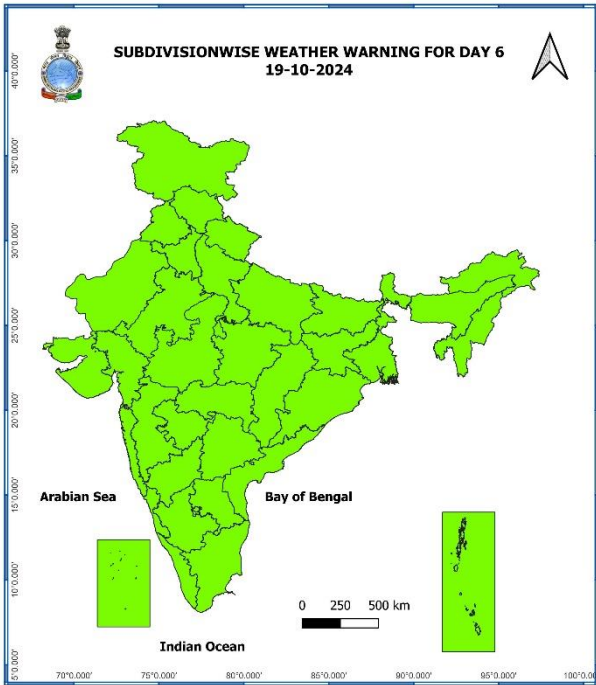 SUBDIVISIONWISE WEATHER WARNING FOR DAY 6
19-10-2024
40°0.000'
35°0.000'
30°0.000'
25°0.000'
20°0.000'
15°0.000'
10°0.000'
5°0.000'
Arabian Sea
Bay of Bengal
0 250 500 km
Indian Ocean
70°0.000' 75°0.000' 80°0.000' 85°0.000' 90°0.000' 95°0.000' 100°0.000'